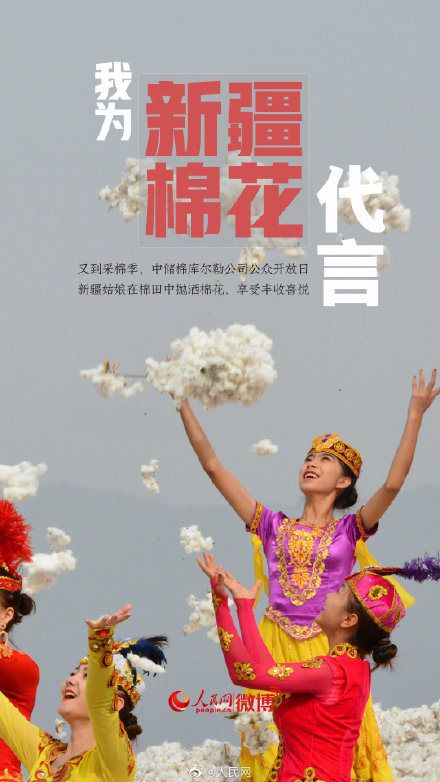 我为
新疆
棉花
代言
又到采棉季，中储棉库尔勒公司公众开放日
新疆姑娘在棉田中抛洒棉花，享受丰收喜悦
人民网 微博
people.cn
@人民网